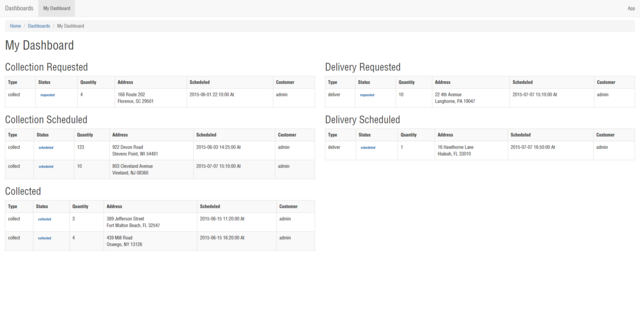 Dashboards My Dashboard App
Home / Dashboards / My Dashboard
My Dashboard
Collection Requested
Type Status Quantity Address Scheduled Customer
collect requested 4 168 Route 202 2015-06-01 22:10:00 At admin
Florence, SC 29501
Collection Scheduled
Type Status Quantity Address Scheduled Customer
collect scheduled 123 922 Devon Road 2015-06-03 14:25:00 At admin
Stevens Point, WI 54481
collect scheduled 10 803 Cleveland Avenue 2015-07-07 15:10:00 At admin
Vineland, NJ 08360
Collected
Type Status Quantity Address Scheduled Customer
collect collected 3 389 Jefferson Street 2015-06-15 11:20:00 At admin
Fort Walton Beach, FL 32547
collect collected 4 439 Mill Road 2015-06-15 16:20:00 At admin
Oswego, NY 13126
Delivery Requested
Type Status Quantity Address Scheduled Customer
deliver requested 10 22 4th Avenue 2015-07-07 15:10:00 At admin
Langhorne, PA 19047
Delivery Scheduled
Type Status Quantity Address Scheduled Customer
deliver scheduled 1 16 Hawthorne Lane 2015-07-07 16:50:00 At admin
Hialeah, FL 33010